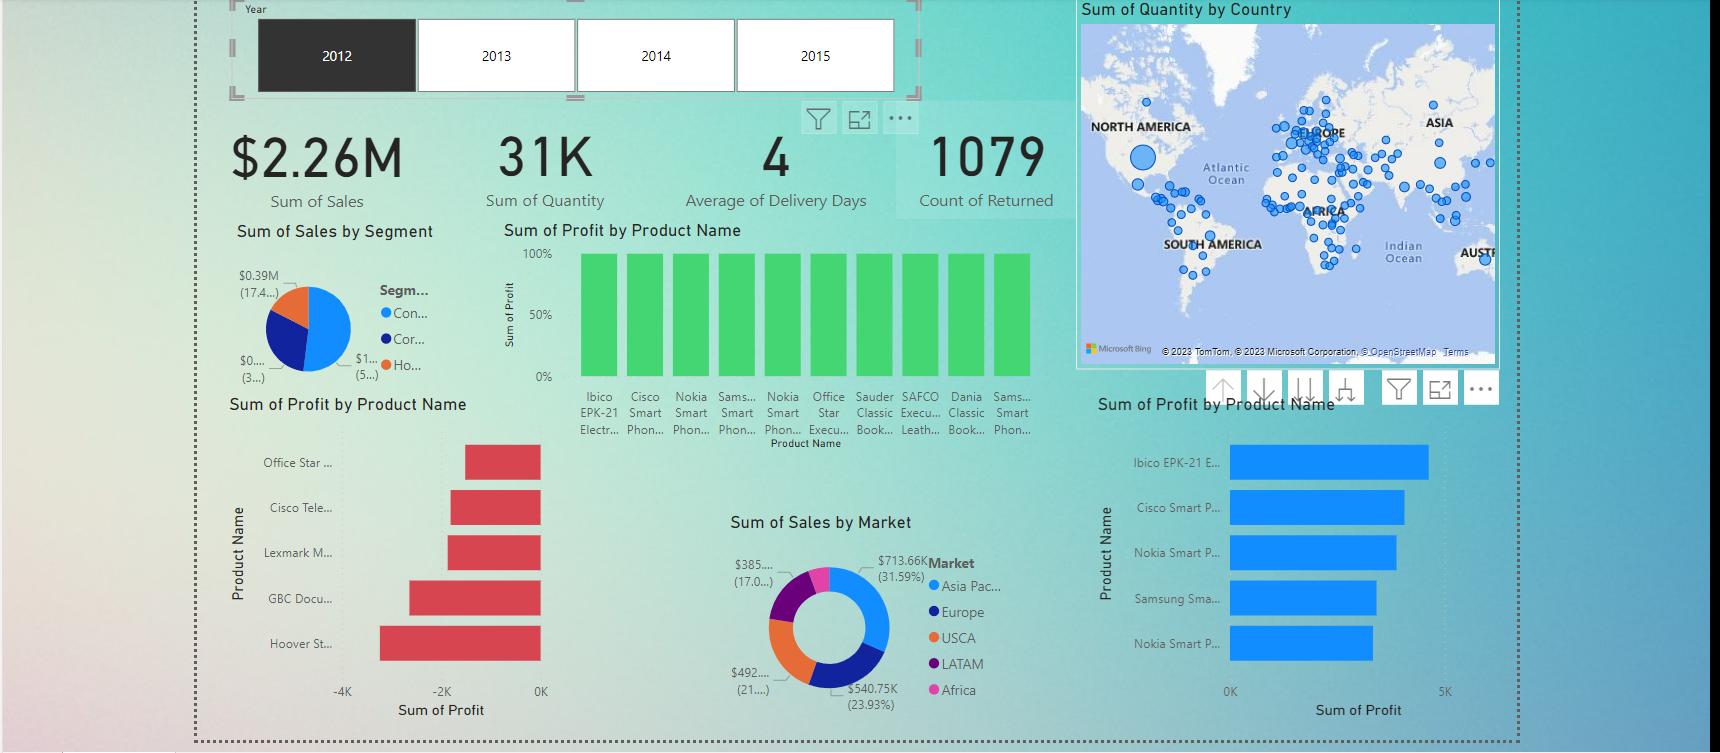 Year
2012
2013
2014
2015
$2.26M
Sum of Sales
31K
Sum of Quantity
4
Average of Delivery Days
1079
Count of Returned
Sum of Quantity by Country
NORTH AMERICA
EUROPE
ASIA
Atlantic
Ocean
AFRICA
SOUTH AMERICA
Indian
Ocean
AUSTR
Microsoft Bing
© 2023 TomTom, © 2023 Microsoft Corporation, © OpenStreetMap Terms
Sum of Sales by Segment
$0.39M
(17.4...)
$0....
(3...)
$1...
(5...)
Segm...
Con...
Cor...
Ho...
Sum of Profit by Product Name
Sum of Profit
100%
50%
0%
Ibico
EPK-21
Electr...
Cisco
Smart
Phon...
Nokia
Smart
Phon...
Sams...
Smart
Phon...
Nokia
Smart
Phon...
Office
Star
Execu...
Sauder
Classic
Book...
SAFCO
Execu...
Leath...
Dania
Classic
Book...
Sams...
Smart
Phon...
Product Name
Sum of Profit by Product Name
Product Name
Office Star ...
Cisco Tele...
Lexmark M...
GBC Docu...
Hoover St...
-4K
-2K
0K
Sum of Profit
Sum of Sales by Market
$385....
(17.0...)
$713.66K
(31.59%)
$492....
(21....)
$540.75K
(23.93%)
Market
Asia Pac...
Europe
USCA
LATAM
Africa
Sum of Profit by Product Name
Product Name
Ibico EPK-21 E...
Cisco Smart P...
Nokia Smart P...
Samsung Sma...
Nokia Smart P...
0K
5K
Sum of Profit